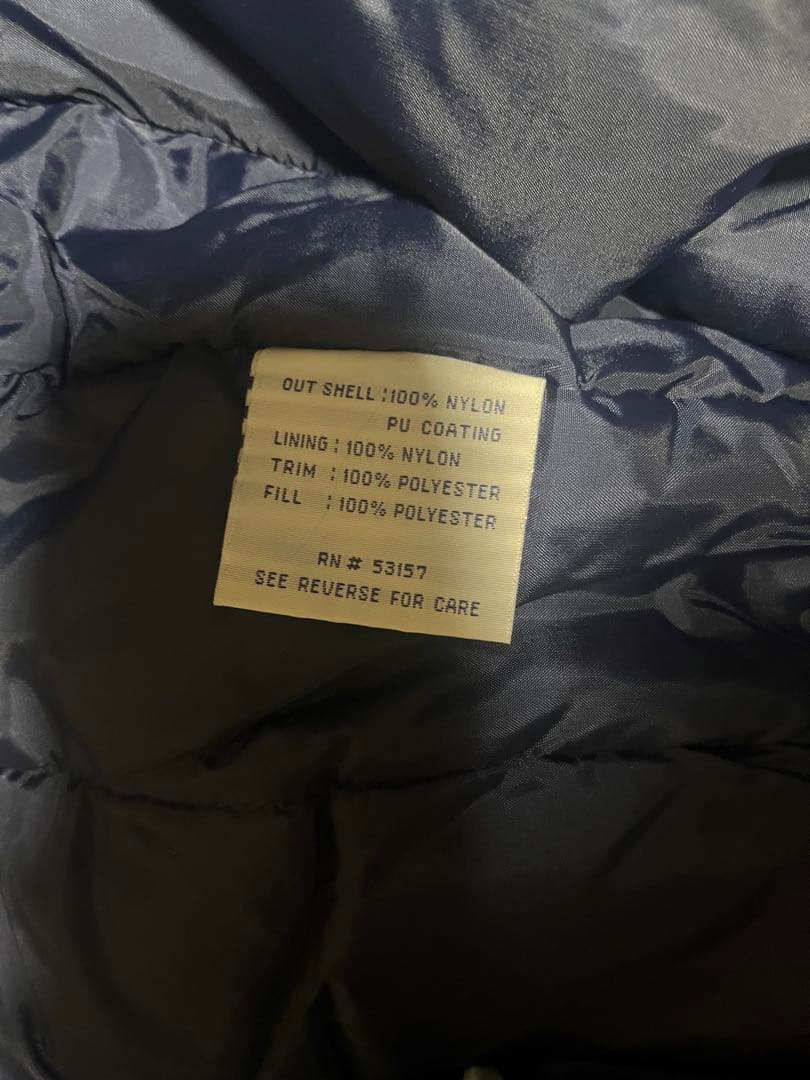 OUT SHELL : 100% NYLON
PU COATING
LINING : 100% NYLON
TRIM : 100% POLYESTER
FILL : 100% POLYESTER
RN # 53157
SEE REVERSE FOR CARE